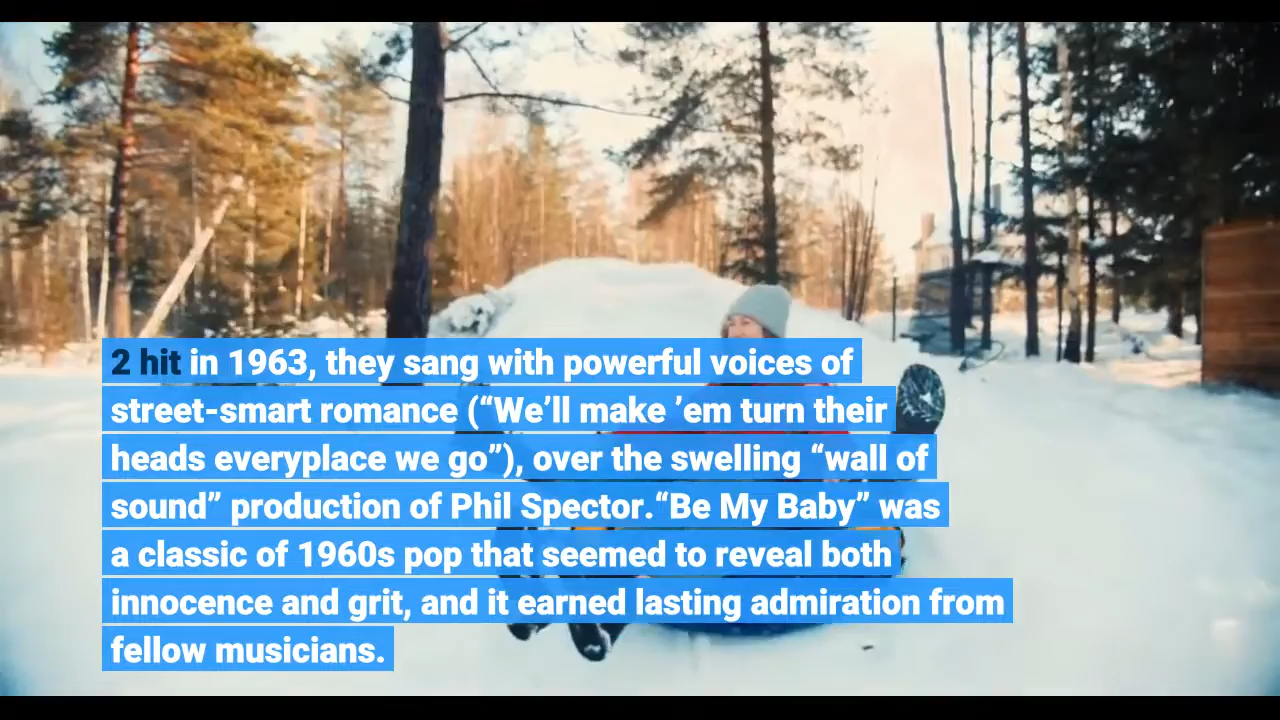 2 hit in 1963, they sang with powerful voices of
street-smart romance (“We’ll make ’em turn their
heads everyplace we go”), over the swelling “wall of
sound” production of Phil Spector.“Be My Baby” was
a classic of 1960s pop that seemed to reveal both
innocence and grit, and it earned lasting admiration from
fellow musicians.